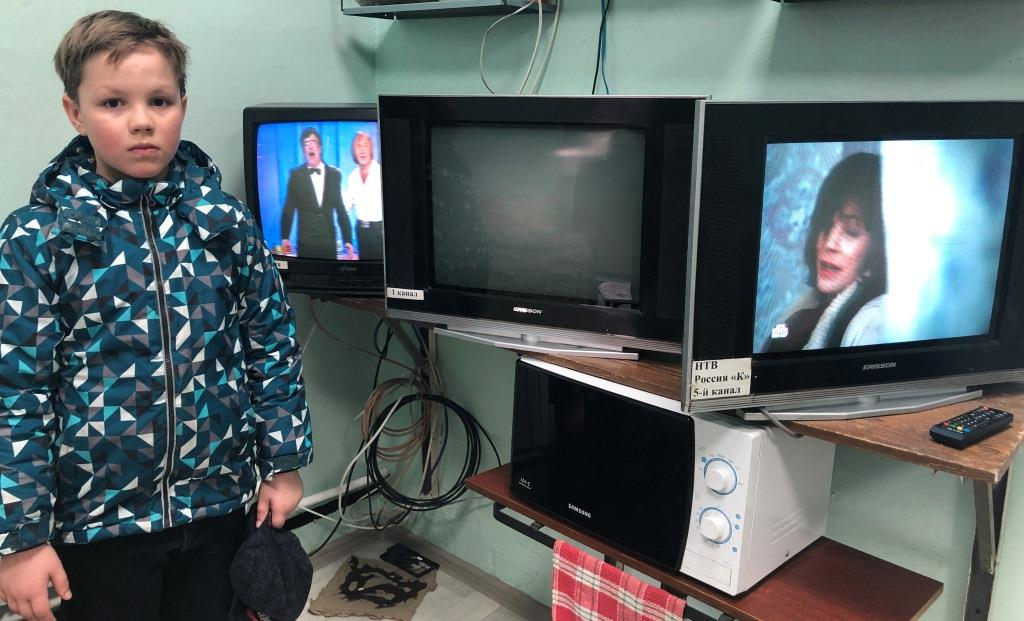 1 канал
ERISSON
НТВ
Россия «К»
5-й канал
ERISSON
SAMSUNG